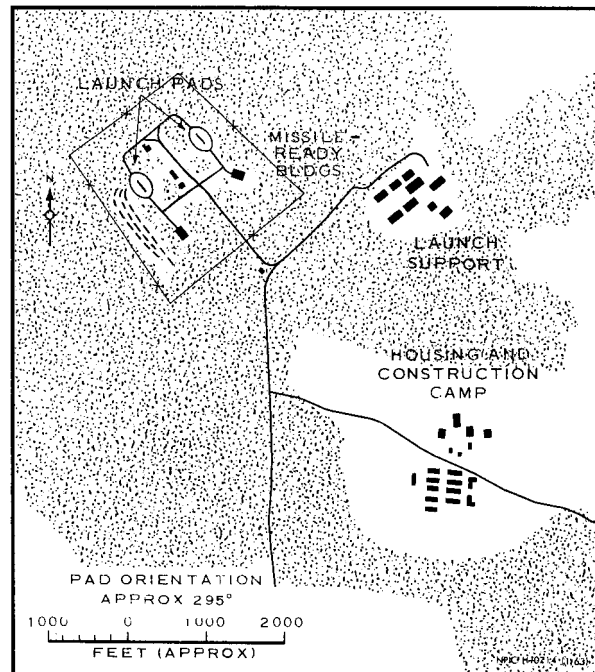 LAUNCH PADS
MISSILE-
READY
BLDGS
N
LAUNCH
SUPPORT
HOUSING AND
CONSTRUCTION
CAMP
PAD ORIENTATION
APPROX 295°
1000 0 1000 2000
FEET (APPROX)